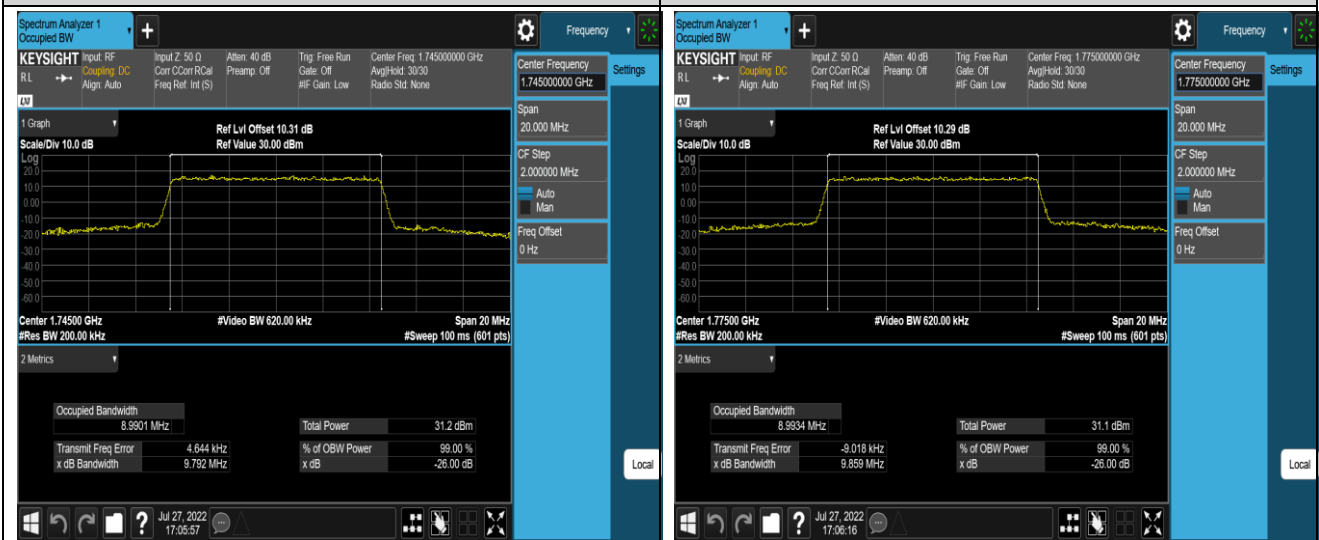 Spectrum Analyzer 1
Occupied BW
+
Frequency
KEYSIGHT
Input: RF
Input Z: 50 Ω
Atten: 40 dB
Trig: Free Run
Center Freq: 1.745000000 GHz
RL
Coupling: DC
Corr CCorr RCal
Preamp: Off
Gate: Off
Avg|Hold: 30/30
Align: Auto
Freq Ref: Int (S)
#IF Gain: Low
Radio Std: None
LXI
Center Frequency
1.745000000 GHz
Settings
Span
20.000 MHz
CF Step
2.000000 MHz
Auto
Man
Freq Offset
0 Hz
Local
1 Graph
Ref Lvl Offset 10.31 dB
Scale/Div 10.0 dB
Ref Value 30.00 dBm
Log
20.0
10.0
0.00
-10.0
-20.0
-30.0
-40.0
-50.0
-60.0
Center 1.74500 GHz
#Video BW 620.00 kHz
Span 20 MHz
#Res BW 200.00 kHz
#Sweep 100 ms (601 pts)
2 Metrics
Occupied Bandwidth
8.9901 MHz
Total Power 31.2 dBm
Transmit Freq Error 4.644 kHz
% of OBW Power 99.00 %
x dB Bandwidth 9.792 MHz
x dB -26.00 dB
?
Jul 27, 2022
17:05:57
Spectrum Analyzer 1
Occupied BW
+
Frequency
KEYSIGHT
Input: RF
Input Z: 50 Ω
Atten: 40 dB
Trig: Free Run
Center Freq: 1.775000000 GHz
RL
Coupling: DC
Corr CCorr RCal
Preamp: Off
Gate: Off
Avg|Hold: 30/30
Align: Auto
Freq Ref: Int (S)
#IF Gain: Low
Radio Std: None
LXI
Center Frequency
1.775000000 GHz
Settings
Span
20.000 MHz
CF Step
2.000000 MHz
Auto
Man
Freq Offset
0 Hz
Local
1 Graph
Ref Lvl Offset 10.29 dB
Scale/Div 10.0 dB
Ref Value 30.00 dBm
Log
20.0
10.0
0.00
-10.0
-20.0
-30.0
-40.0
-50.0
-60.0
Center 1.77500 GHz
#Video BW 620.00 kHz
Span 20 MHz
#Res BW 200.00 kHz
#Sweep 100 ms (601 pts)
2 Metrics
Occupied Bandwidth
8.9934 MHz
Total Power 31.1 dBm
Transmit Freq Error -9.018 kHz
% of OBW Power 99.00 %
x dB Bandwidth 9.859 MHz
x dB -26.00 dB
?
Jul 27, 2022
17:06:16